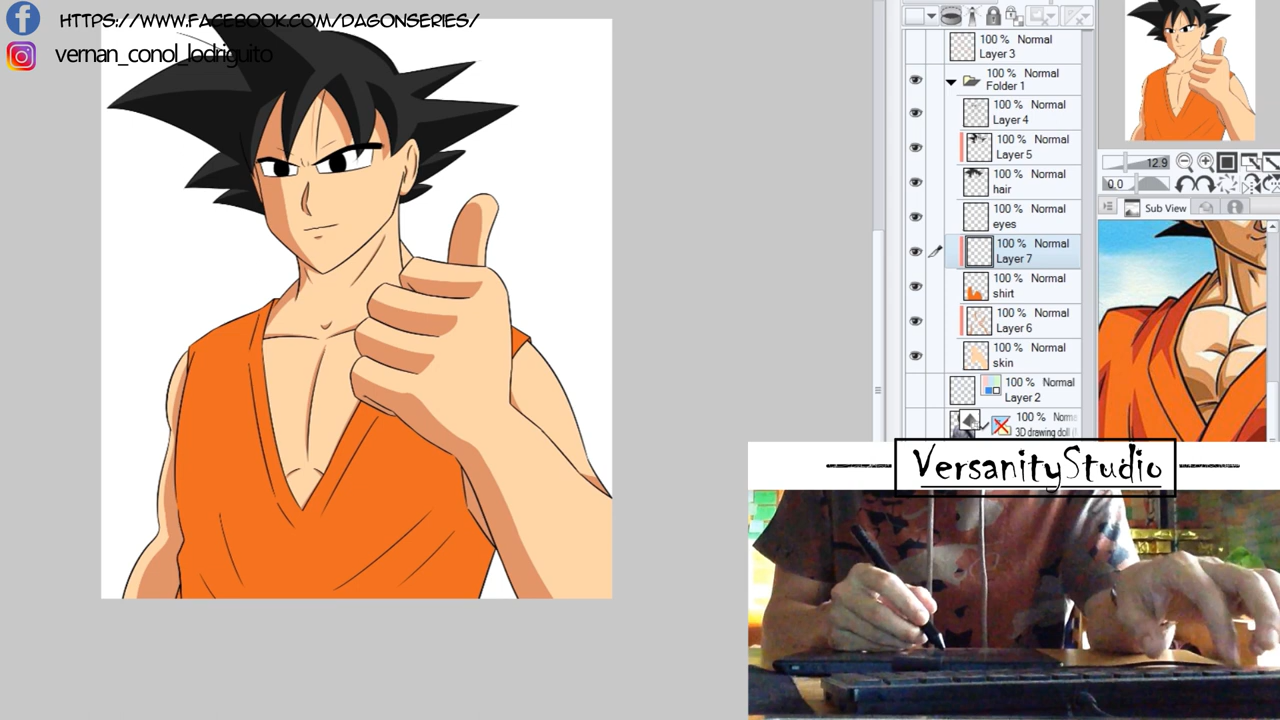 HTTPS://WWW.FACEBOOK.COM/DAGONSERIES/
vernan_conol_lodriguito
100 % Normal
Layer 3
100 % Normal
Folder 1
100 % Normal
Layer 4
100 % Normal
Layer 5
100 % Normal
hair
100 % Normal
eyes
100 % Normal
Layer 7
100 % Normal
shirt
100 % Normal
Layer 6
100 % Normal
skin
100 % Normal
Layer 2
100 %
3D drawing doll
12.9
0.0
Sub View
VersanityStudio